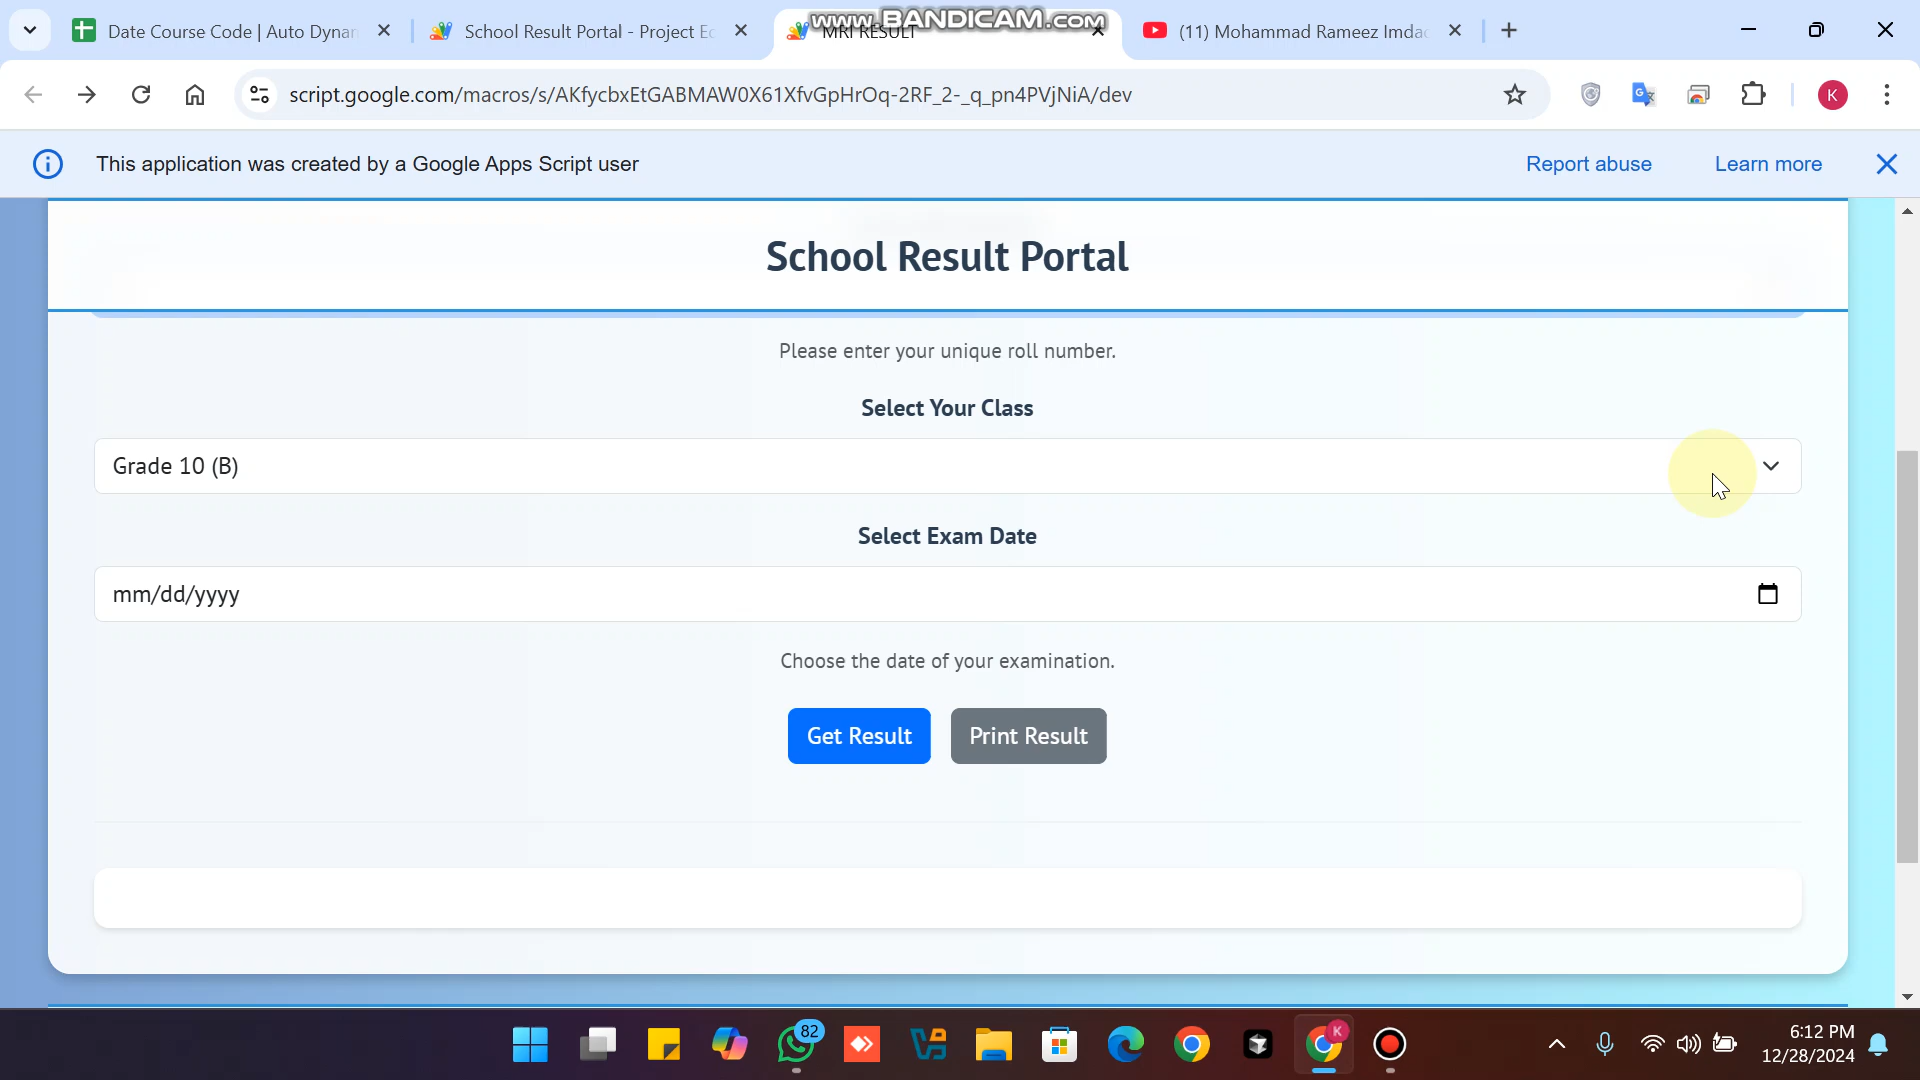 Date Course Code | Auto Dynar
School Result Portal - Project Ed
MRI RESULT
www.BANDICAM.com
(11) Mohammad Rameez Imdad
script.google.com/macros/s/AKfycbxEtGABMAW0X61XfvGpHrOq-2RF_2-_q_pn4PVjNiA/dev
K
This application was created by a Google Apps Script user
Report abuse
Learn more
School Result Portal
Please enter your unique roll number.
Select Your Class
Grade 10 (B)
Select Exam Date
mm/dd/yyyy
Choose the date of your examination.
Get Result
Print Result
82
K
6:12 PM
12/28/2024